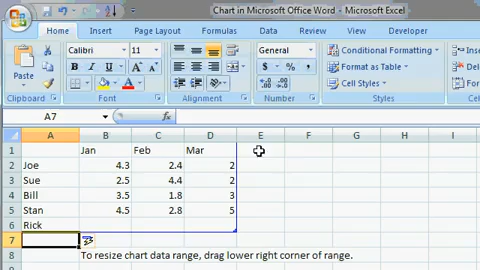 Chart in Microsoft Office Word - Microsoft Excel
Home Insert Page Layout Formulas Data Review View Developer
Paste
Clipboard
Calibri 11
B I U
Font
Alignment
General
$ % ,
Number
Conditional Formatting
Format as Table
Cell Styles
Styles
A7 fx
A B C D E F G H I
1 Jan Feb Mar
2 Joe 4.3 2.4 2
3 Sue 2.5 4.4 2
4 Bill 3.5 1.8 3
5 Stan 4.5 2.8 5
6 Rick
7
8 To resize chart data range, drag lower right corner of range.
9